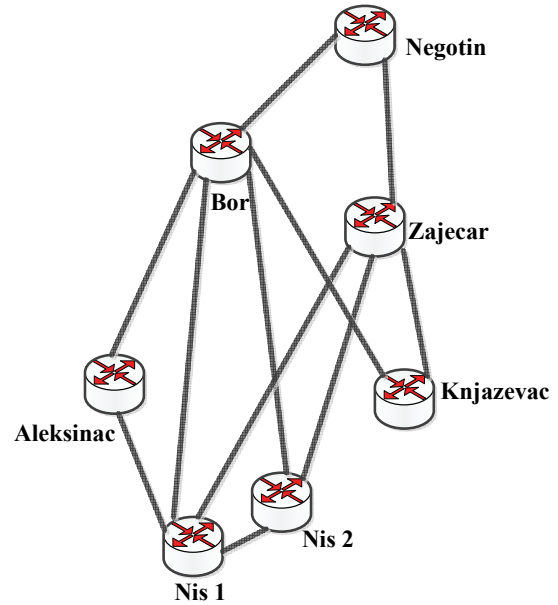 Negotin
Bor
Zajecar
Knjazevac
Aleksinac
Nis 2
Nis 1